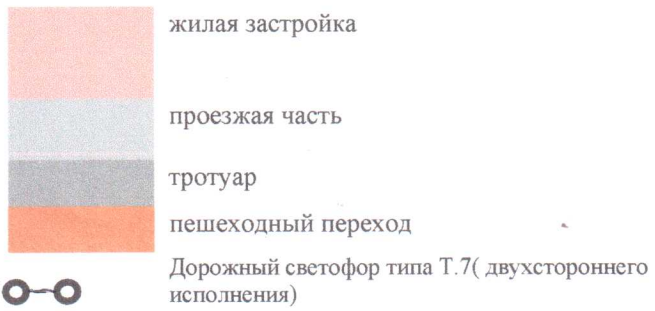 жилая застройка
проезжая часть
тротуар
пешеходный переход
Дорожный светофор типа Т.7( двухстороннего
исполнения)